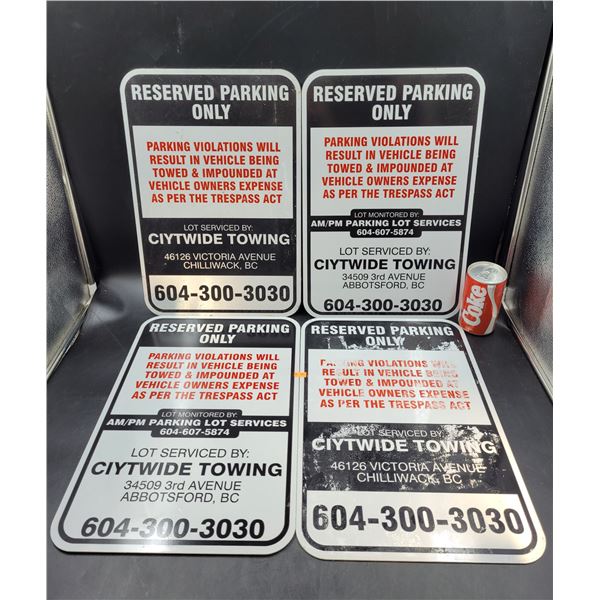 RESERVED PARKING
ONLY
PARKING VIOLATIONS WILL
RESULT IN VEHICLE BEING
TOWED & IMPOUNDED AT
VEHICLE OWNERS EXPENSE
AS PER THE TRESPASS ACT
LOT SERVICED BY:
CIYTWIDE TOWING
46126 VICTORIA AVENUE
CHILLIWACK, BC
604-300-3030
RESERVED PARKING
ONLY
PARKING VIOLATIONS WILL
RESULT IN VEHICLE BEING
TOWED & IMPOUNDED AT
VEHICLE OWNERS EXPENSE
AS PER THE TRESPASS ACT
LOT MONITORED BY:
AM/PM PARKING LOT SERVICES
604-607-5874
LOT SERVICED BY:
CIYTWIDE TOWING
34509 3rd AVENUE
ABBOTSFORD, BC
604-300-3030
Coke
RESERVED PARKING
ONLY
PARKING VIOLATIONS WILL
RESULT IN VEHICLE BEING
TOWED & IMPOUNDED AT
VEHICLE OWNERS EXPENSE
AS PER THE TRESPASS ACT
LOT MONITORED BY:
AM/PM PARKING LOT SERVICES
604-607-5874
LOT SERVICED BY:
CIYTWIDE TOWING
34509 3rd AVENUE
ABBOTSFORD, BC
604-300-3030
RESERVED PARKING
ONLY
PARKING VIOLATIONS WILL
RESULT IN VEHICLE BEING
TOWED & IMPOUNDED AT
VEHICLE OWNERS EXPENSE
AS PER THE TRESPASS ACT
LOT SERVICED BY:
CIYTWIDE TOWING
46126 VICTORIA AVENUE
CHILLIWACK, BC
604-300-3030